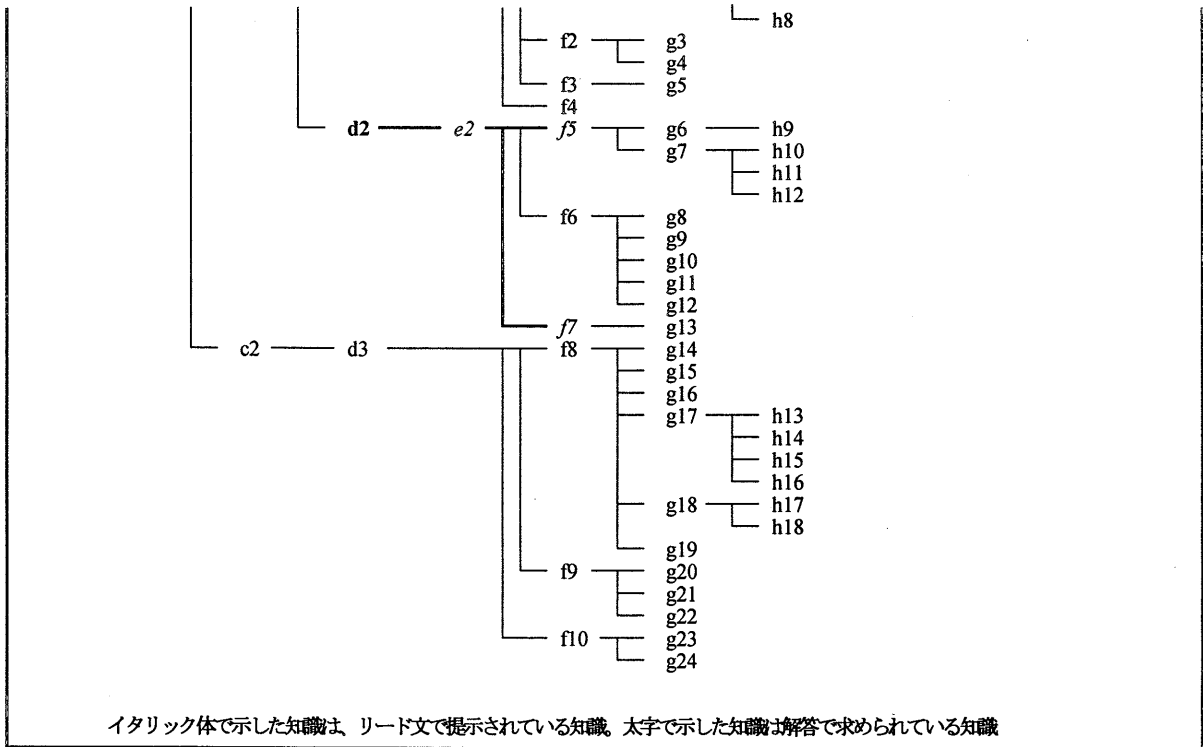 h8
f2 g3
g4
f3 g5
f4
d2 e2 f5 g6 h9
g7 h10
h11
h12
f6 g8
g9
g10
g11
g12
f7 g13
c2 d3 f8 g14
g15
g16
g17 h13
h14
h15
h16
g18 h17
h18
g19
f9 g20
g21
g22
f10 g23
g24
イタリック体で示した知識は、リード文で提示されている知識。太字で示した知識は解答で求められている知識